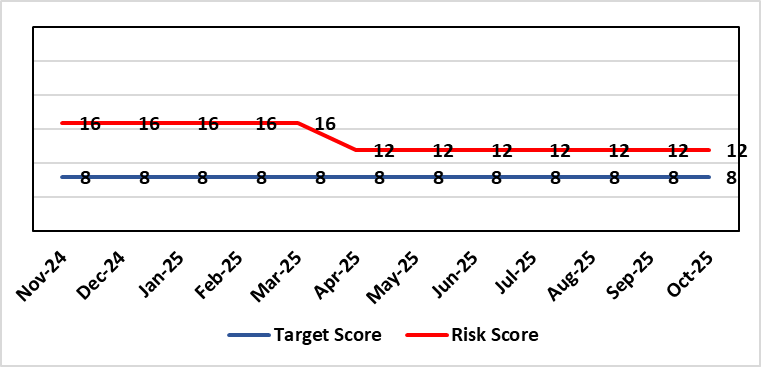 16 16 16 16 16
12 12 12 12 12 12 12
8 8 8 8 8 8 8 8 8 8 8 8
Nov-24 Dec-24 Jan-25 Feb-25 Mar-25 Apr-25 May-25 Jun-25 Jul-25 Aug-25 Sep-25 Oct-25
Target Score Risk Score